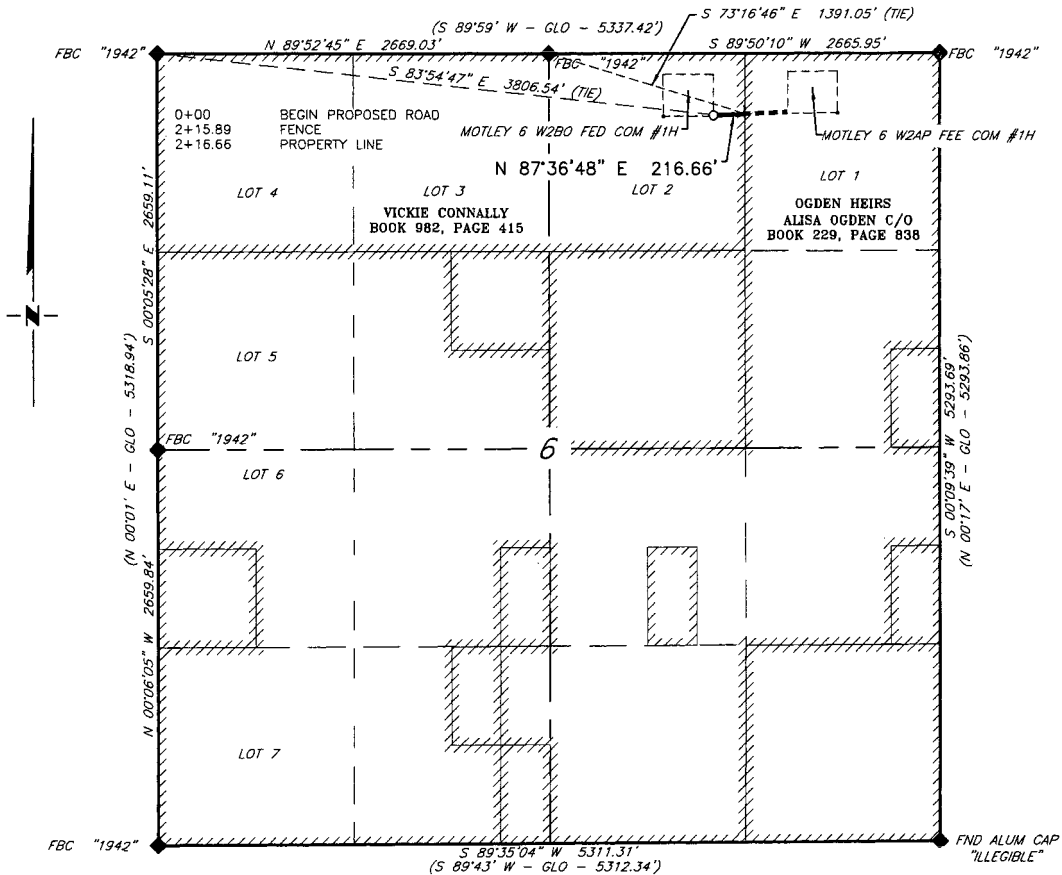 S 73°16'46" E 1391.05' (TIE)
(S 89°59' W - GLO - 5337.42')
FBC "1942"
N 89°52'45" E 2669.03'
S 89°50'10" W 2665.95'
FBC "1942"
FBC "1942"
S 83°54'47" E 3806.54' (TIE)
0+00 BEGIN PROPOSED ROAD
2+15.89 FENCE
2+16.66 PROPERTY LINE
MOTLEY 6 W2BO FED COM #1H
MOTLEY 6 W2AP FEE COM #1H
N 87°36'48" E 216.66'
LOT 4
LOT 3
LOT 2
LOT 1
VICKIE CONNALLY
BOOK 982, PAGE 415
OGDEN HEIRS
ALISA OGDEN C/O
BOOK 229, PAGE 838
S 00°05'28" E 2659.11'
N
LOT 5
(N 00°01' E - GLO - 5318.94')
S 00°09'39" W 5293.69'
(N 00°17' E - GLO - 5293.86')
FBC "1942"
6
LOT 6
N 00°06'05" W 2659.84'
LOT 7
FBC "1942"
S 89°35'04" W 5311.31'
(S 89°43' W - GLO - 5312.34')
FND ALUM CAP
"ILLEGIBLE"